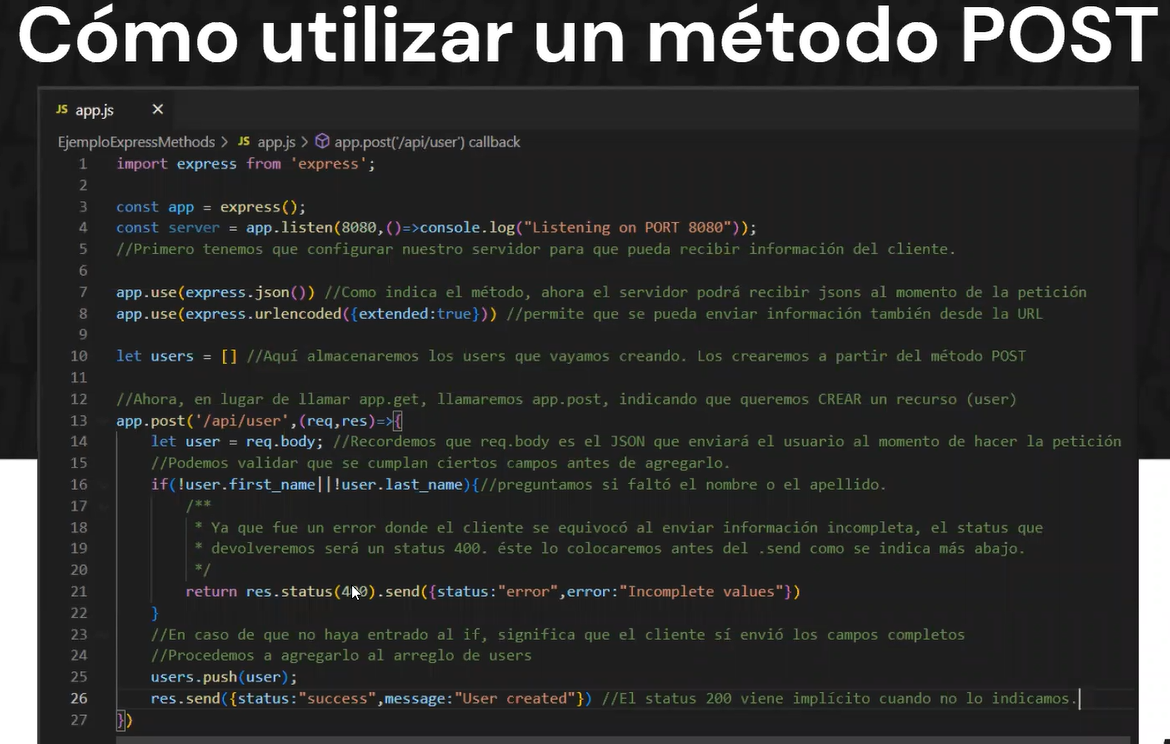 Cómo utilizar un método POST
JS app.js ×
EjemploExpressMethods > JS app.js > app.post('/api/user') callback
1 import express from 'express';
2
3 const app = express();
4 const server = app.listen(8080,()=>console.log("Listening on PORT 8080"));
5 //Primero tenemos que configurar nuestro servidor para que pueda recibir información del cliente.
6
7 app.use(express.json()) //Como indica el método, ahora el servidor podrá recibir jsons al momento de la petición
8 app.use(express.urlencoded({extended:true})) //permite que se pueda enviar información también desde la URL
9
10 let users = [] //Aquí almacenaremos los users que vayamos creando. Los crearemos a partir del método POST
11
12 //Ahora, en lugar de llamar app.get, llamaremos app.post, indicando que queremos CREAR un recurso (user)
13 app.post('/api/user',(req,res)=>{
14 let user = req.body; //Recordemos que req.body es el JSON que enviará el usuario al momento de hacer la petición
15 //Podemos validar que se cumplan ciertos campos antes de agregarlo.
16 if(!user.first_name||!user.last_name){//preguntamos si faltó el nombre o el apellido.
17 /**
18 * Ya que fue un error donde el cliente se equivocó al enviar información incompleta, el status que
19 * devolveremos será un status 400. éste lo colocaremos antes del .send como se indica más abajo.
20 */
21 return res.status(400).send({status:"error",error:"Incomplete values"})
22 }
23 //En caso de que no haya entrado al if, significa que el cliente sí envió los campos completos
24 //Procedemos a agregarlo al arreglo de users
25 users.push(user);
26 res.send({status:"success",message:"User created"}) //El status 200 viene implícito cuando no lo indicamos.
27 })